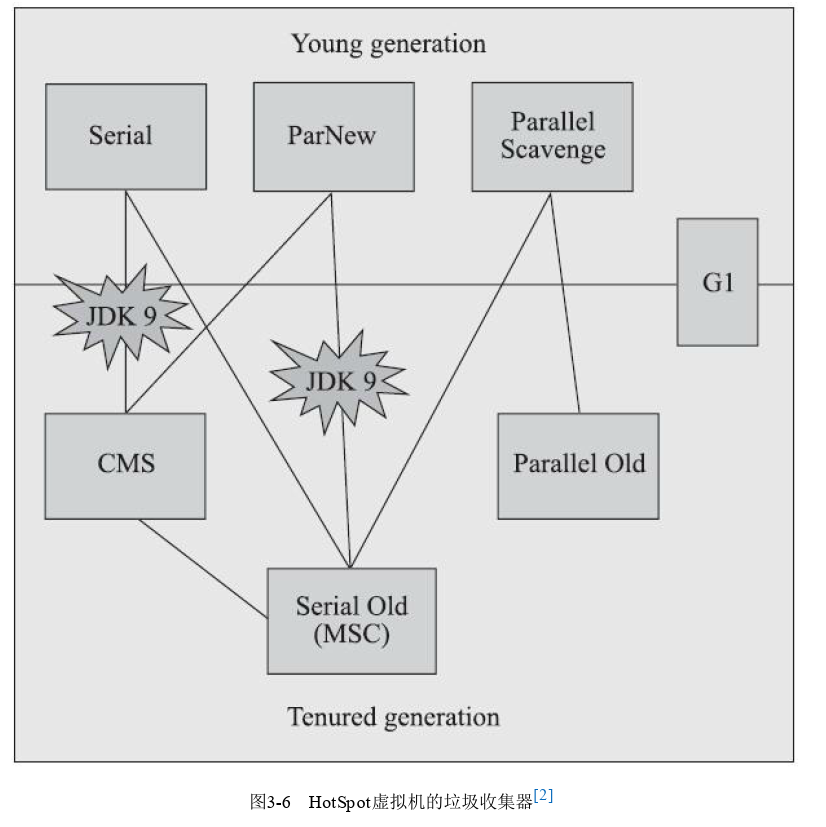 Young generation
Serial
ParNew
Parallel
Scavenge
G1
JDK 9
JDK 9
CMS
Parallel Old
Serial Old
(MSC)
Tenured generation
图3-6 HotSpot虚拟机的垃圾收集器[2]